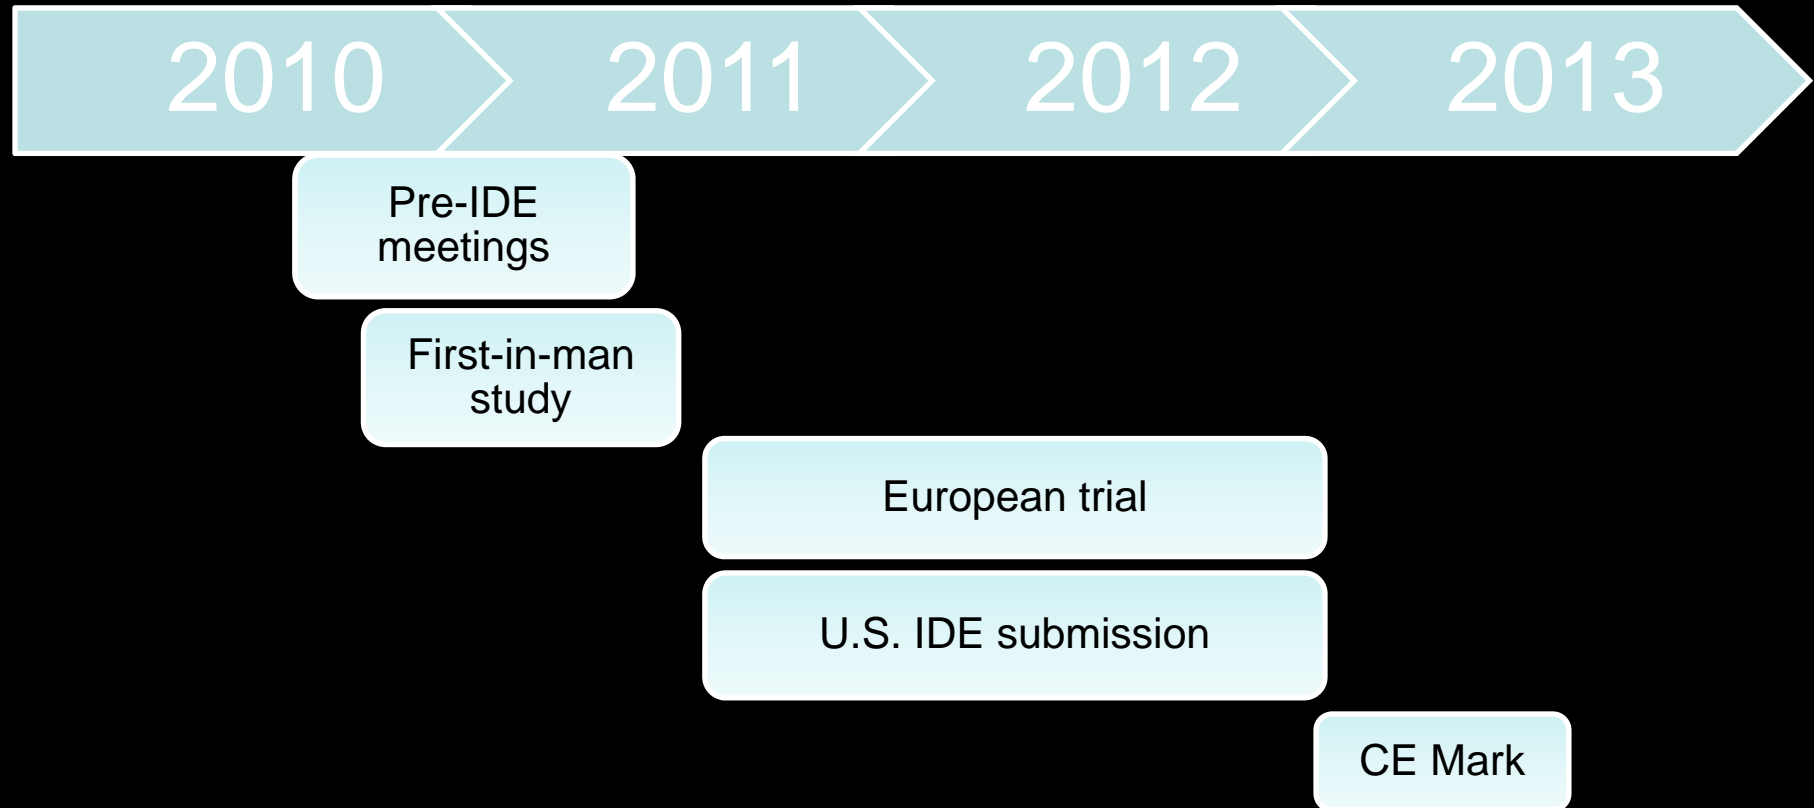 2010 2011 2012 2013
Pre-IDE
meetings
First-in-man
study
European trial
U.S. IDE submission
CE Mark